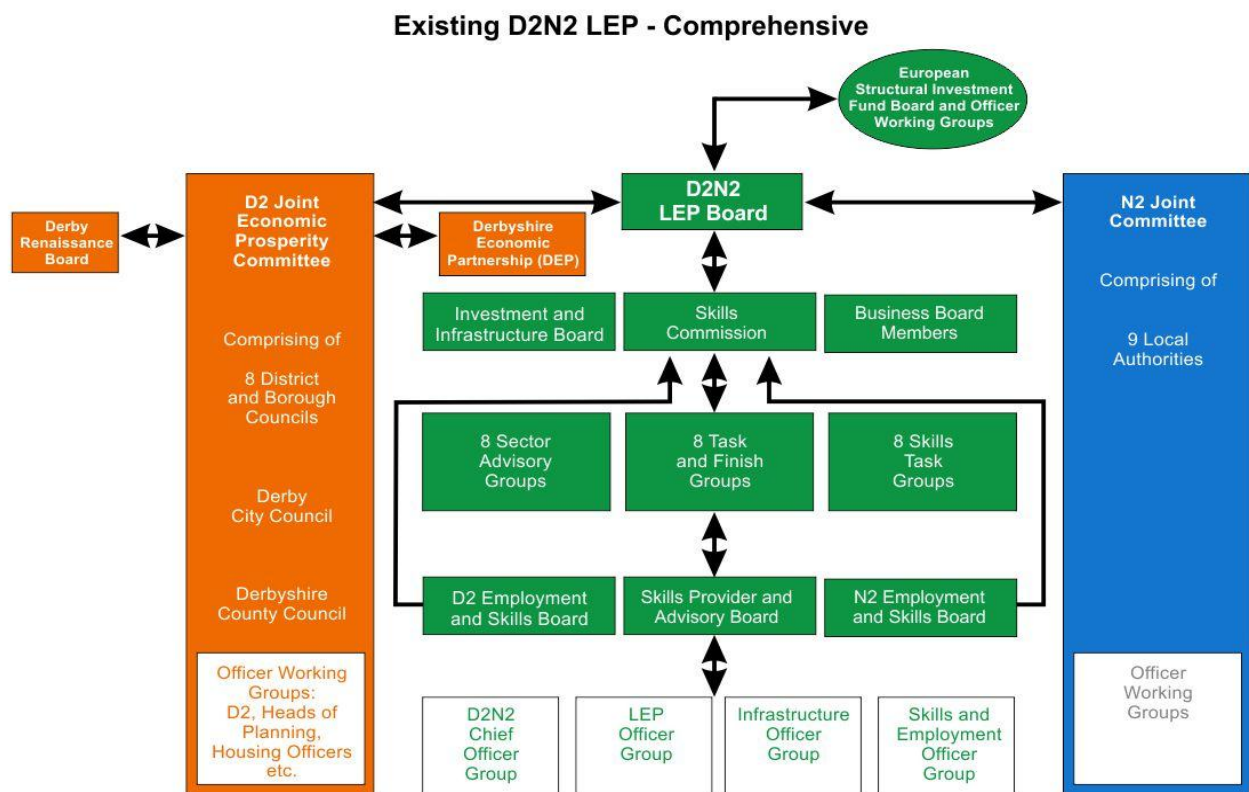 Existing D2N2 LEP - Comprehensive
European
Structural Investment
Fund Board and Officer
Working Groups
D2N2
LEP Board
D2 Joint
Economic
Prosperity
Committee
Comprising of
8 District
and Borough
Councils
Derby
City Council
Derbyshire
County Council
Officer Working
Groups:
D2, Heads of
Planning,
Housing Officers
etc.
Derby
Renaissance
Board
Derbyshire
Economic
Partnership (DEP)
N2 Joint
Committee
Comprising of
9 Local
Authorities
Officer
Working
Groups
Investment and
Infrastructure Board
Skills
Commission
Business Board
Members
8 Sector
Advisory
Groups
8 Task
and Finish
Groups
8 Skills
Task
Groups
D2 Employment
and Skills Board
Skills Provider and
Advisory Board
N2 Employment
and Skills Board
D2N2
Chief
Officer
Group
LEP
Officer
Group
Infrastructure
Officer
Group
Skills and
Employment
Officer
Group